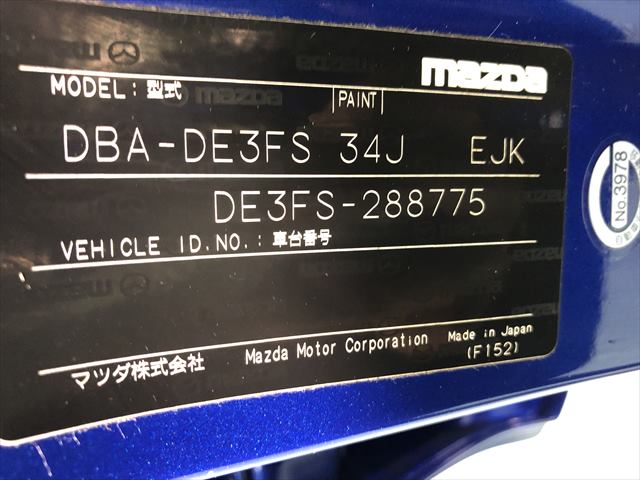 mazda
MODEL: 型式 PAINT
DBA-DE3FS 34J EJK
DE3FS-288775
VEHICLE ID.NO.: 車台番号
マツダ株式会社 Mazda Motor Corporation Made in Japan
(F152)
No.3978